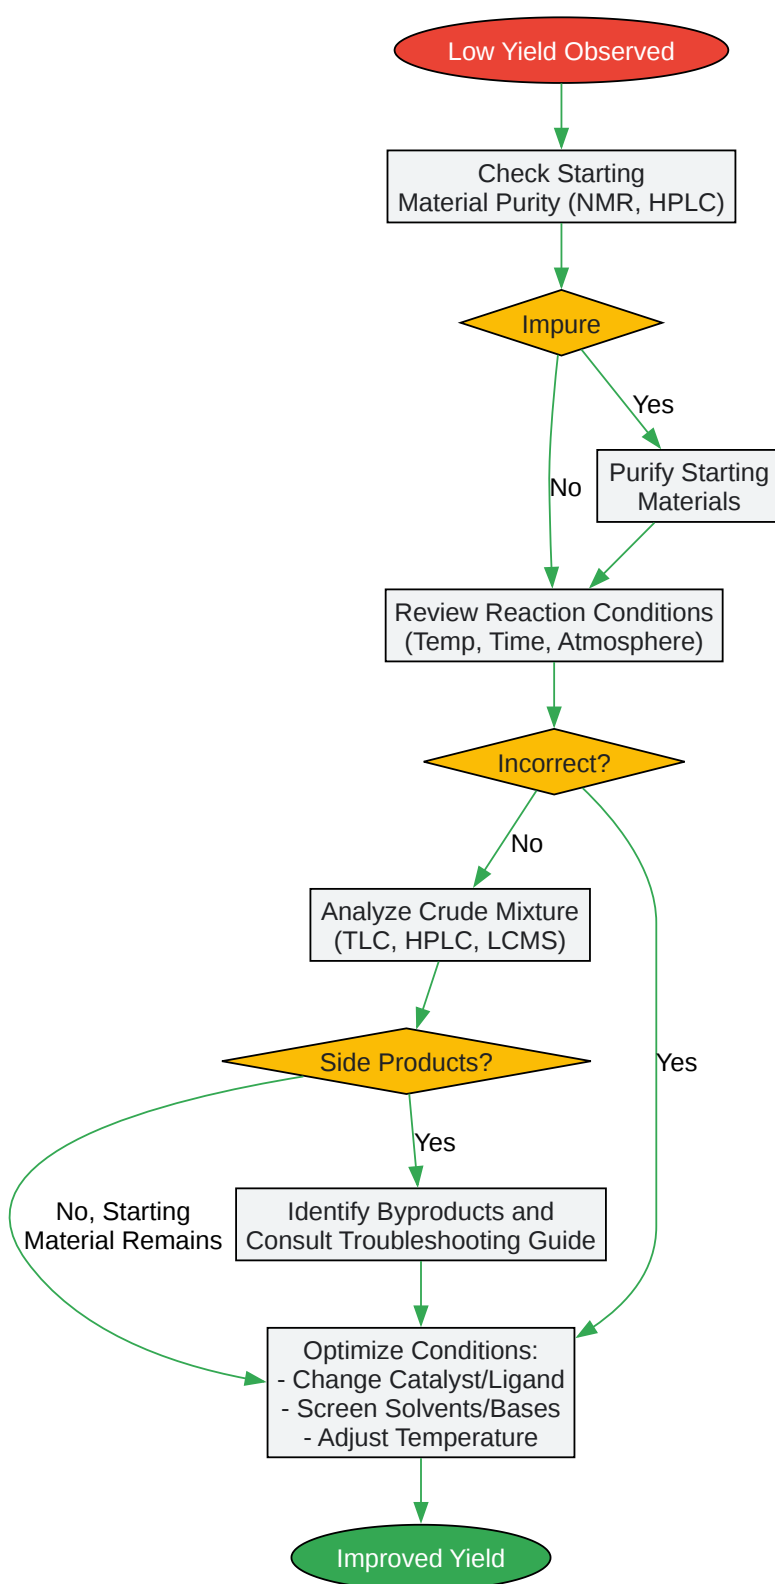 Low Yield Observed
Check Starting
Material Purity (NMR, HPLC)
Impure
Yes
Purify Starting
Materials
No
Review Reaction Conditions
(Temp, Time, Atmosphere)
Incorrect?
No
Analyze Crude Mixture
(TLC, HPLC, LCMS)
Side Products?
Yes
Yes
No, Starting
Material Remains
Identify Byproducts and
Consult Troubleshooting Guide
Optimize Conditions:
- Change Catalyst/Ligand
- Screen Solvents/Bases
- Adjust Temperature
Improved Yield